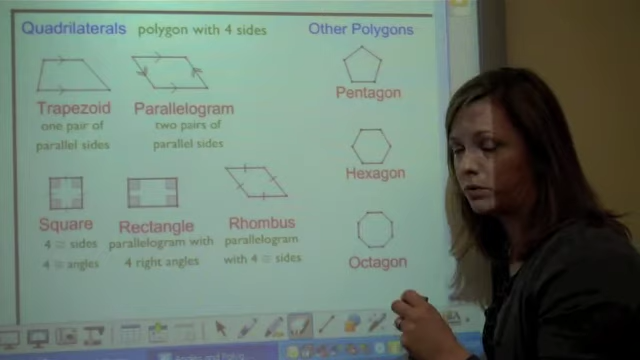 Quadrilaterals polygon with 4 sides
Other Polygons
Trapezoid
one pair of
parallel sides
Parallelogram
two pairs of
parallel sides
Pentagon
Hexagon
Square
4 ≅ sides
4 ≅ angles
Rectangle
parallelogram with
4 right angles
Rhombus
parallelogram
with 4 ≅ sides
Octagon